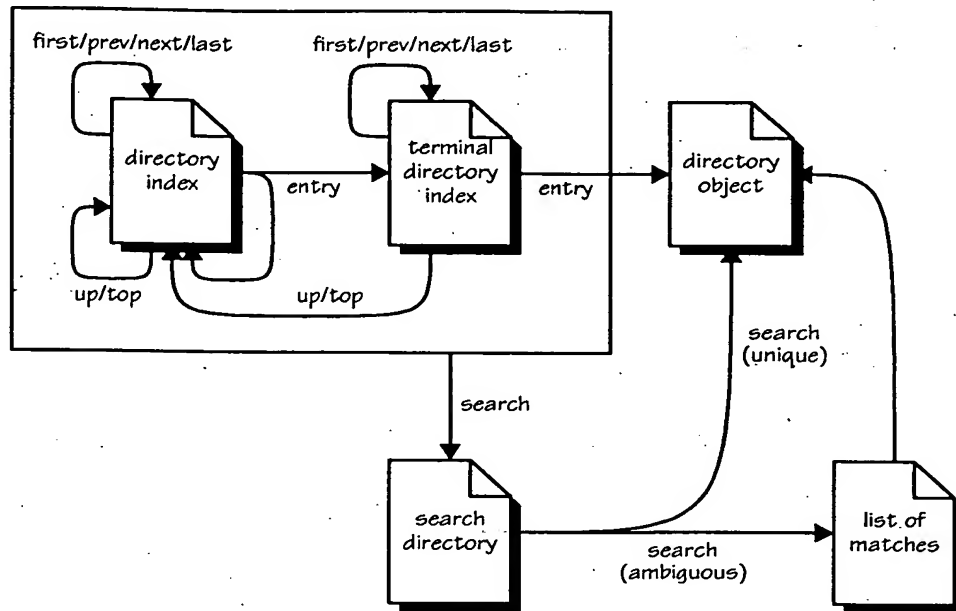 first/prev/next/last
first/prev/next/last
directory
index
entry
terminal
directory
index
entry
directory
object
up/top
up/top
search
(unique)
search
search
directory
search
(ambiguous)
list of
matches